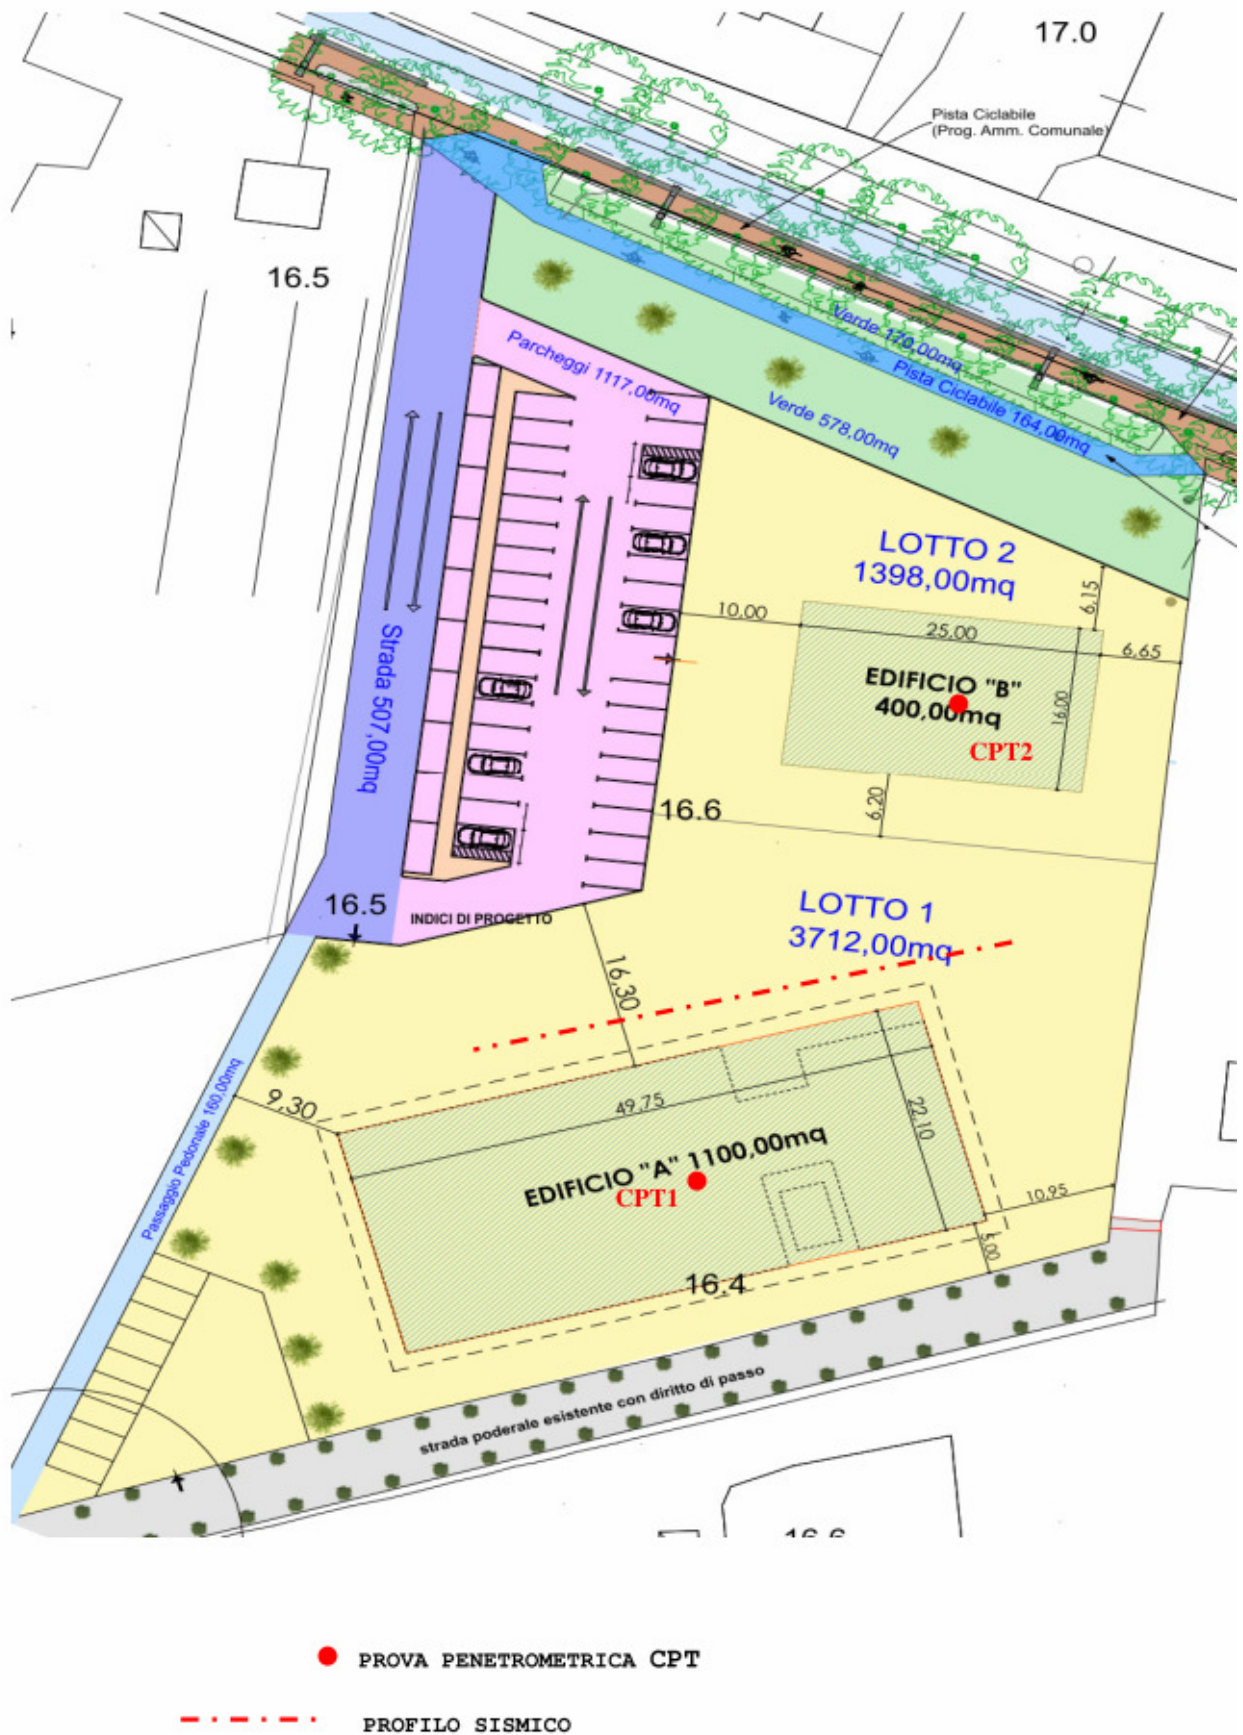 17.0
Pista Ciclabile
(Prog. Amm. Comunale)
16.5
Verde 170,00mq
Parcheggi 1117,00mq
Pista Ciclabile 164,00mq
Verde 578,00mq
LOTTO 2
1398,00mq
6,15
10,00
25,00
6,65
Strada 507,00mq
EDIFICIO "B"
400,00mq
16,00
CPT2
6,20
16.6
16.5
INDICI DI PROGETTO
LOTTO 1
3712,00mq
16,30
9,30
49,75
22,10
Passaggio Pedonale 160,00mq
EDIFICIO "A" 1100,00mq
CPT1
10,95
5,00
16.4
strada poderale esistente con diritto di passo
PROVA PENETROMETRICA CPT
PROFILO SISMICO